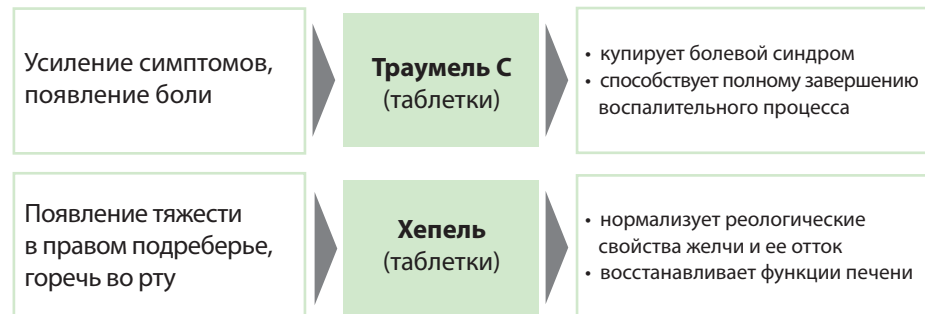 Усиление симптомов,
появление боли
Траумель С
(таблетки)
• купирует болевой синдром
• способствует полному завершению
воспалительного процесса
Появление тяжести
в правом подреберье,
горечь во рту
Хепель
(таблетки)
• нормализует реологические
свойства желчи и ее отток
• восстанавливает функции печени